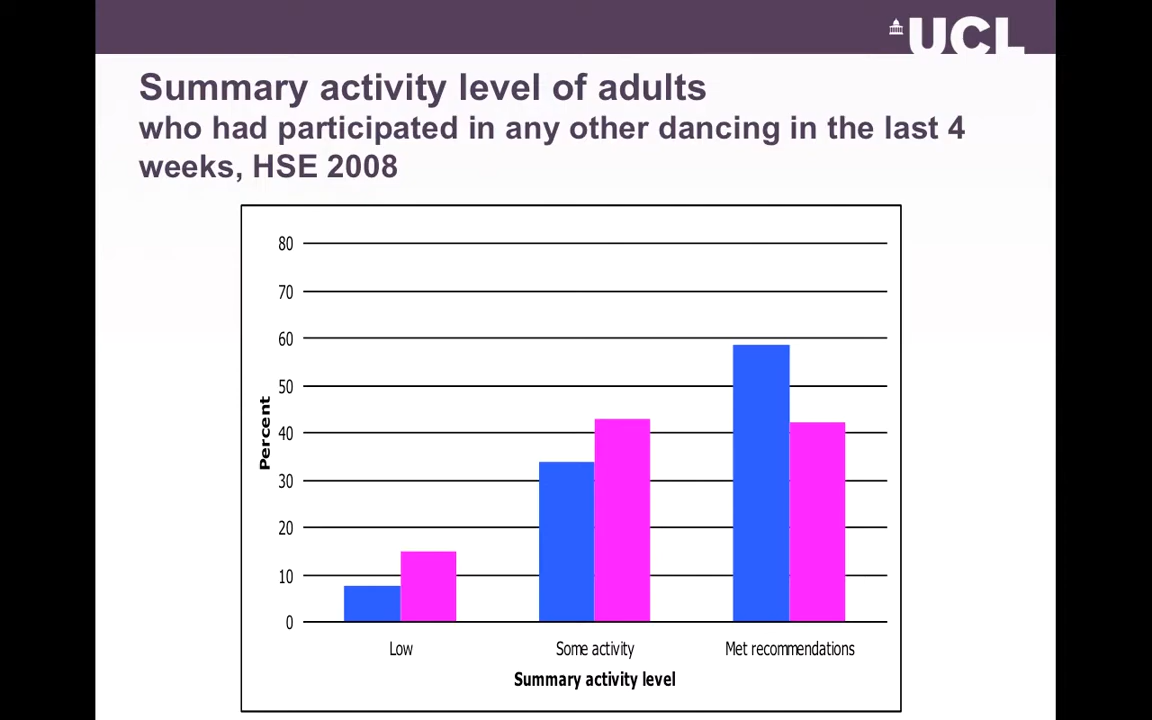 UCL
Summary activity level of adults
who had participated in any other dancing in the last 4
weeks, HSE 2008
80
70
60
50
40
30
20
10
0
Percent
Low Some activity Met recommendations
Summary activity level